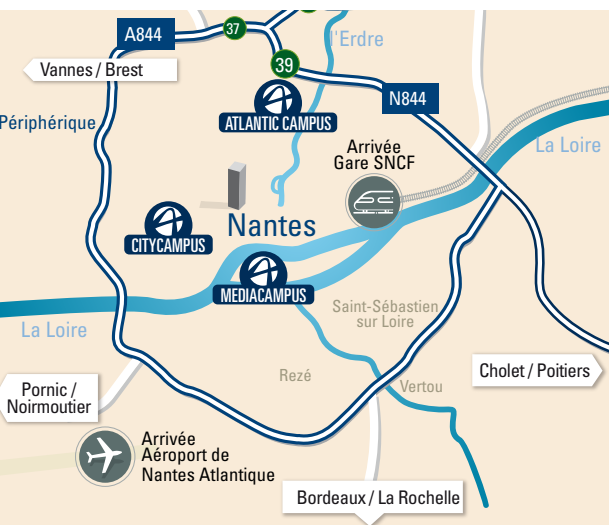 A844
37
l'Erdre
Vannes / Brest
39
N844
ATLANTIC CAMPUS
Périphérique
Arrivée
Gare SNCF
La Loire
Nantes
CITYCAMPUS
MEDIACAMPUS
Saint-Sébastien
sur Loire
La Loire
Rezé
Vertou
Cholet / Poitiers
Pornic /
Noirmoutier
Arrivée
Aéroport de
Nantes Atlantique
Bordeaux / La Rochelle